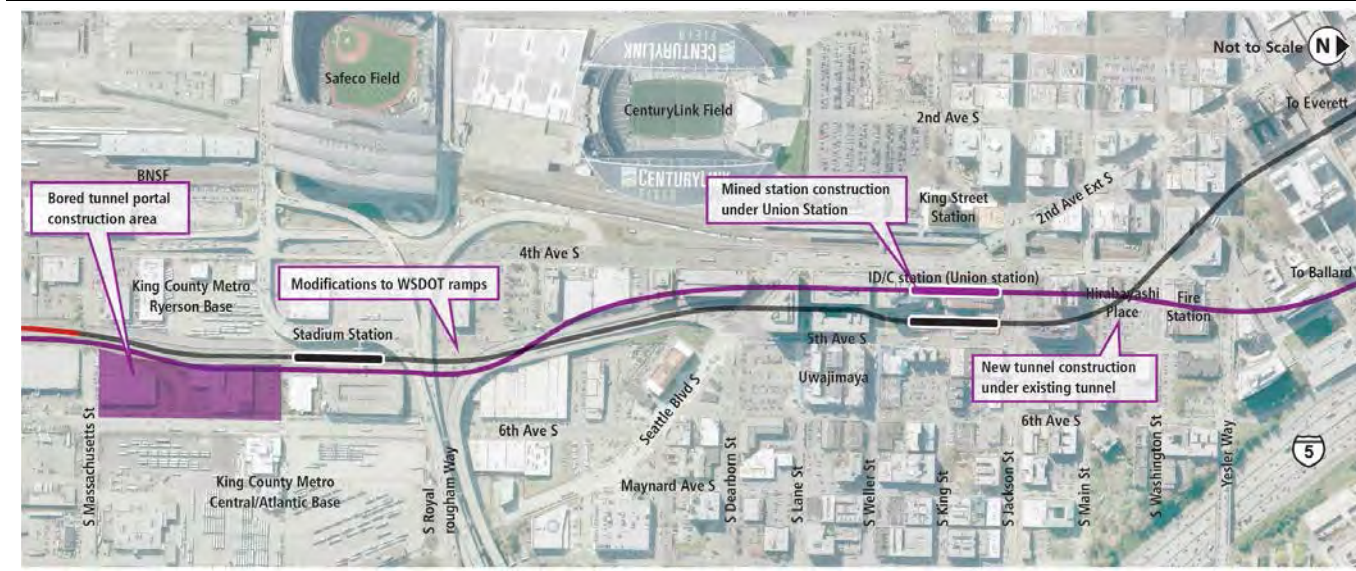 Not to Scale N
Safeco Field
CENTURYLINK
FIELD
CenturyLink Field
2nd Ave S
To Everett
BNSF
Bored tunnel portal
construction area
CENTURYLINK
Mined station construction
under Union Station
King Street
Station
2nd Ave Ext S
4th Ave S
King County Metro
Ryerson Base
Modifications to WSDOT ramps
ID/C station (Union station)
To Ballard
Hirabayashi
Place
Fire
Station
Stadium Station
5th Ave S
Uwajimaya
New tunnel construction
under existing tunnel
Seattle Blvd S
6th Ave S
6th Ave S
5
King County Metro
Central/Atlantic Base
Maynard Ave S
S Massachusetts St
S Royal
rougham Way
S Dearborn St
S Lane St
S Weller St
S King St
S Jackson St
S Main St
S Washington St
Yesler Way